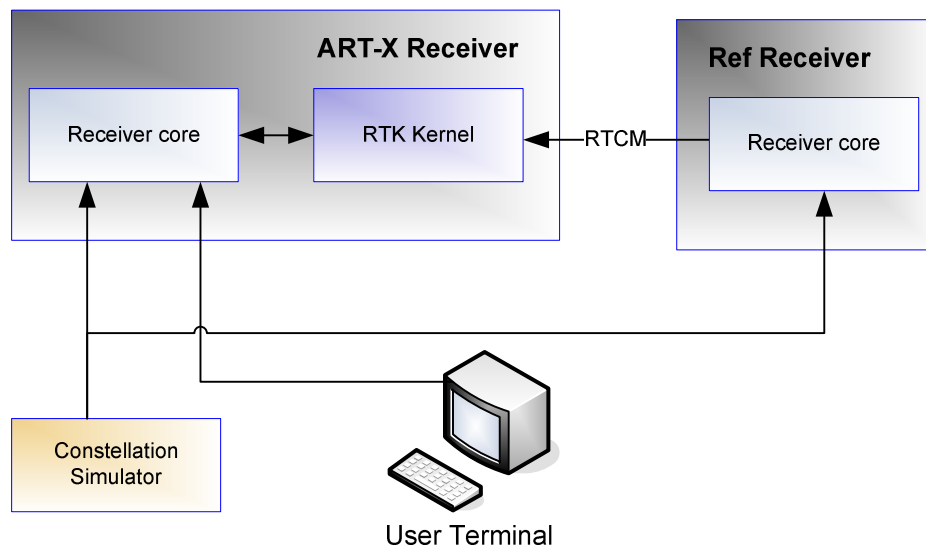 ART-X Receiver
Ref Receiver
Receiver core
RTK Kernel
RTCM
Receiver core
Constellation
Simulator
User Terminal